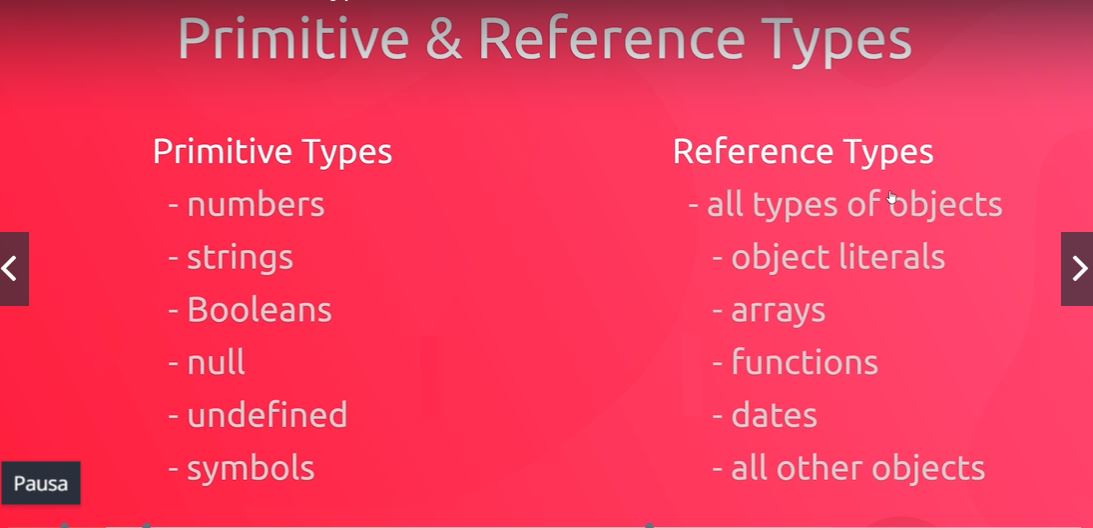 Primitive & Reference Types
Primitive Types
- numbers
- strings
- Booleans
- null
- undefined
- symbols
Reference Types
- all types of objects
- object literals
- arrays
- functions
- dates
- all other objects
Pausa